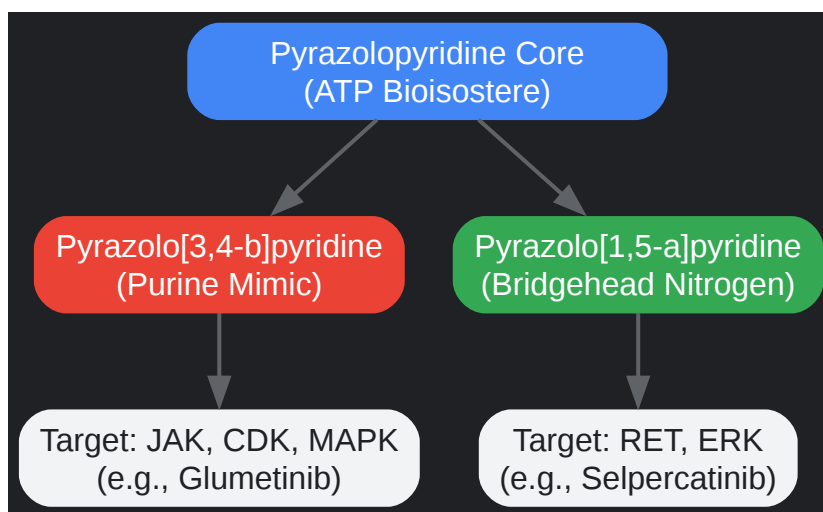 Pyrazolopyridine Core
(ATP Bioisostere)
Pyrazolo[3,4-b]pyridine
(Purine Mimic)
Pyrazolo[1,5-a]pyridine
(Bridgehead Nitrogen)
Target: JAK, CDK, MAPK
(e.g., Glumetinib)
Target: RET, ERK
(e.g., Selpercatinib)